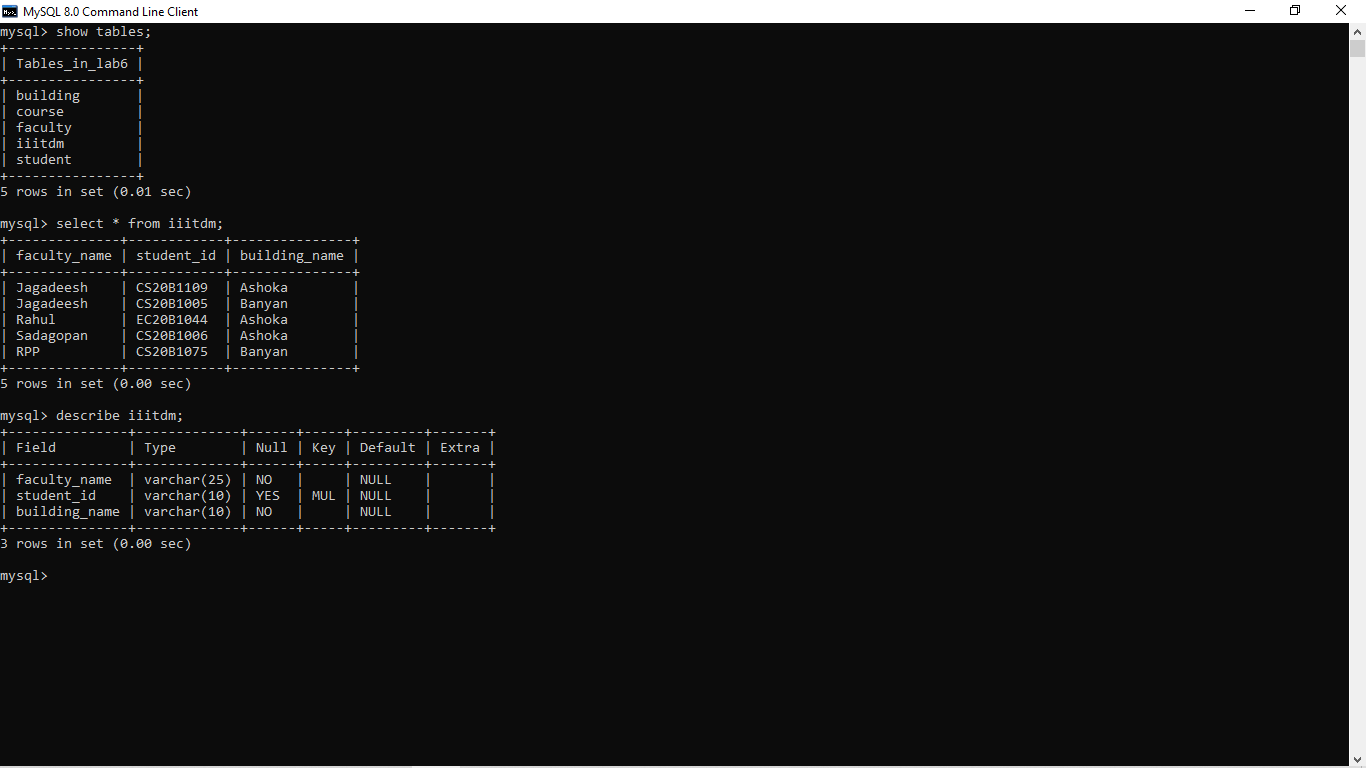 MySQL 8.0 Command Line Client
mysql> show tables;
+----------------+
| Tables_in_lab6 |
+----------------+
| building       |
| course         |
| faculty        |
| iiitdm         |
| student        |
+----------------+
5 rows in set (0.01 sec)
mysql> select * from iiitdm;
+--------------+------------+---------------+
| faculty_name | student_id | building_name |
+--------------+------------+---------------+
| Jagadeesh    | CS20B1109  | Ashoka        |
| Jagadeesh    | CS20B1005  | Banyan        |
| Rahul        | EC20B1044  | Ashoka        |
| Sadagopan    | CS20B1006  | Ashoka        |
| RPP          | CS20B1075  | Banyan        |
+--------------+------------+---------------+
5 rows in set (0.00 sec)
mysql> describe iiitdm;
+---------------+-------------+------+-----+---------+-------+
| Field         | Type        | Null | Key | Default | Extra |
+---------------+-------------+------+-----+---------+-------+
| faculty_name  | varchar(25) | NO   |     | NULL    |       |
| student_id    | varchar(10) | YES  | MUL | NULL    |       |
| building_name | varchar(10) | NO   |     | NULL    |       |
+---------------+-------------+------+-----+---------+-------+
3 rows in set (0.00 sec)
mysql>